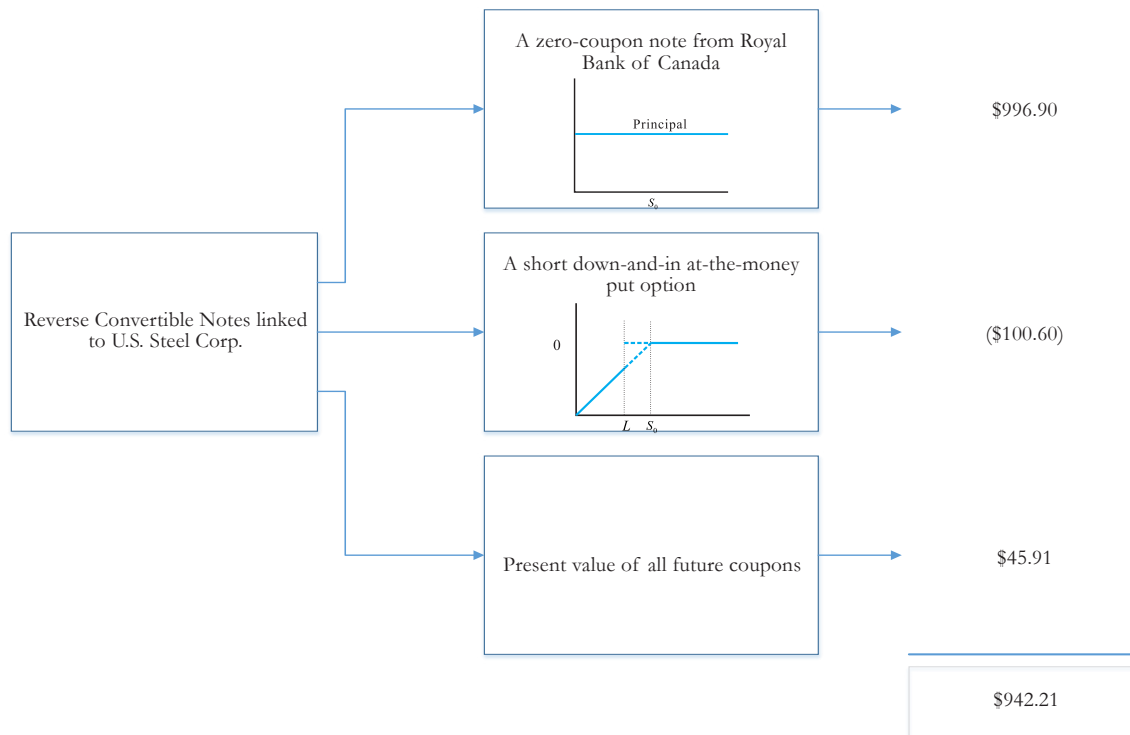 A zero-coupon note from Royal
Bank of Canada
Principal
S₀
$996.90
Reverse Convertible Notes linked
to U.S. Steel Corp.
A short down-and-in at-the-money
put option
0
L S₀
($100.60)
Present value of all future coupons
$45.91
$942.21